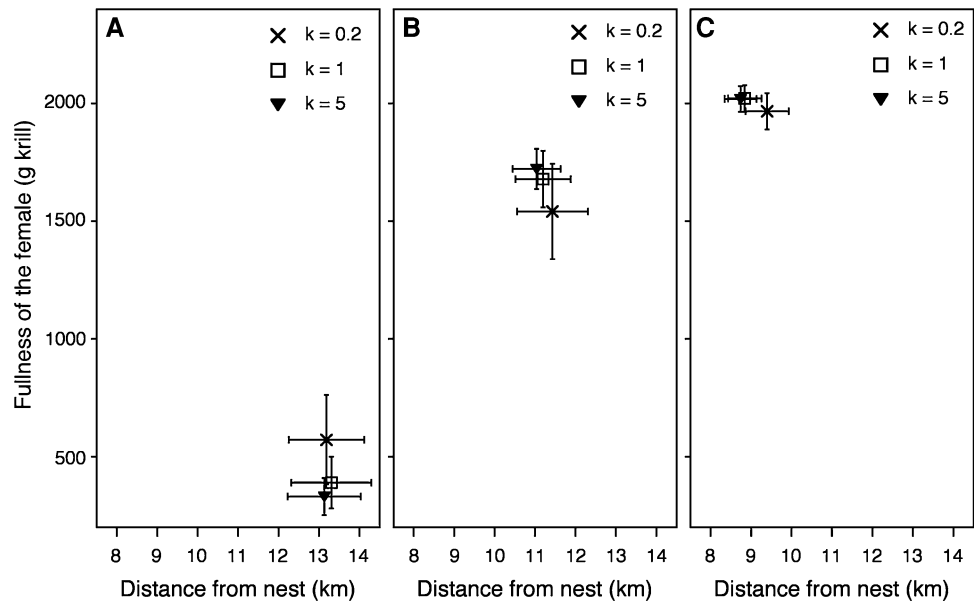 A
k = 0.2
k = 1
k = 5
B
k = 0.2
k = 1
k = 5
C
k = 0.2
k = 1
k = 5
Fullness of the female (g krill)
2000
1500
1000
500
8 9 10 11 12 13 14
8 9 10 11 12 13 14
8 9 10 11 12 13 14
Distance from nest (km)
Distance from nest (km)
Distance from nest (km)